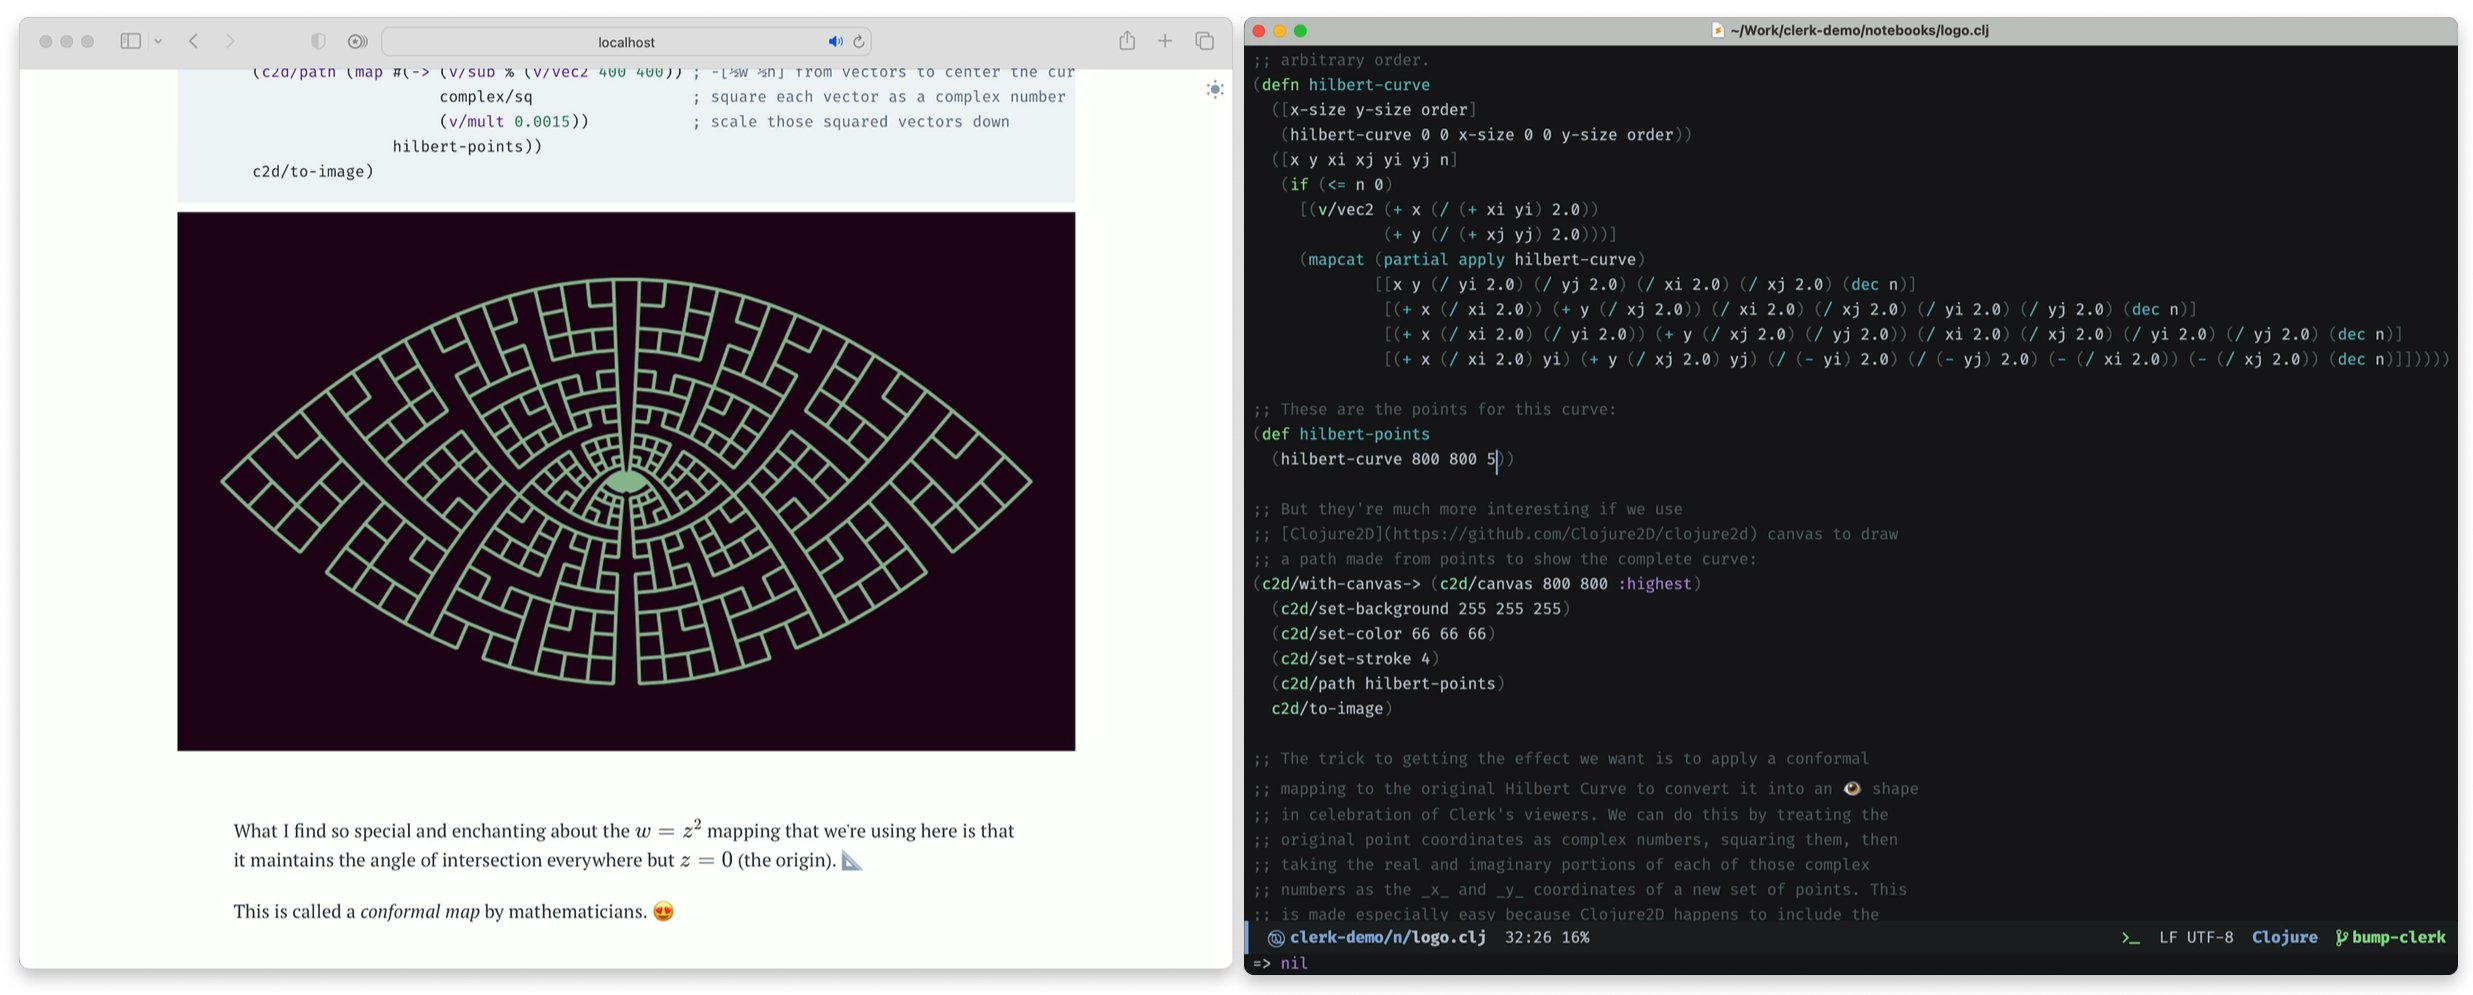 localhost
(c2d/path (map #(-> (v/sub % (v/vec2 400 400)) ; -[½w ½h] from vectors to center the cur
complex/sq ; square each vector as a complex number
(v/mult 0.0015)) ; scale those squared vectors down
hilbert-points))
c2d/to-image)
What I find so special and enchanting about the w = z² mapping that we're using here is that
it maintains the angle of intersection everywhere but z = 0 (the origin). 📐
This is called a conformal map by mathematicians. 😍
~/Work/clerk-demo/notebooks/logo.clj
;; arbitrary order.
(defn hilbert-curve
([x-size y-size order]
(hilbert-curve 0 0 x-size 0 0 y-size order))
([x y xi xj yi yj n]
(if (<= n 0)
[(v/vec2 (+ x (/ (+ xi yi) 2.0))
(+ y (/ (+ xj yj) 2.0)))]
(mapcat (partial apply hilbert-curve)
[[x y (/ yi 2.0) (/ yj 2.0) (/ xi 2.0) (/ xj 2.0) (dec n)]
[(+ x (/ xi 2.0)) (+ y (/ xj 2.0)) (/ xi 2.0) (/ xj 2.0) (/ yi 2.0) (/ yj 2.0) (dec n)]
[(+ x (/ xi 2.0) (/ yi 2.0)) (+ y (/ xj 2.0) (/ yj 2.0)) (/ xi 2.0) (/ xj 2.0) (/ yi 2.0) (/ yj 2.0) (dec n)]
[(+ x (/ xi 2.0) yi) (+ y (/ xj 2.0) yj) (/ (- yi) 2.0) (/ (- yj) 2.0) (- (/ xi 2.0)) (- (/ xj 2.0)) (dec n)]])))))
;; These are the points for this curve:
(def hilbert-points
(hilbert-curve 800 800 5))
;; But they're much more interesting if we use
;; [Clojure2D](https://github.com/Clojure2D/clojure2d) canvas to draw
;; a path made from points to show the complete curve:
(c2d/with-canvas-> (c2d/canvas 800 800 :highest)
(c2d/set-background 255 255 255)
(c2d/set-color 66 66 66)
(c2d/set-stroke 4)
(c2d/path hilbert-points)
c2d/to-image)
;; The trick to getting the effect we want is to apply a conformal
;; mapping to the original Hilbert Curve to convert it into an 👁 shape
;; in celebration of Clerk's viewers. We can do this by treating the
;; original point coordinates as complex numbers, squaring them, then
;; taking the real and imaginary portions of each of those complex
;; numbers as the _x_ and _y_ coordinates of a new set of points. This
;; is made especially easy because Clojure2D happens to include the
@ clerk-demo/n/logo.clj 32:26 16% >_ LF UTF-8 Clojure bump-clerk
=> nil